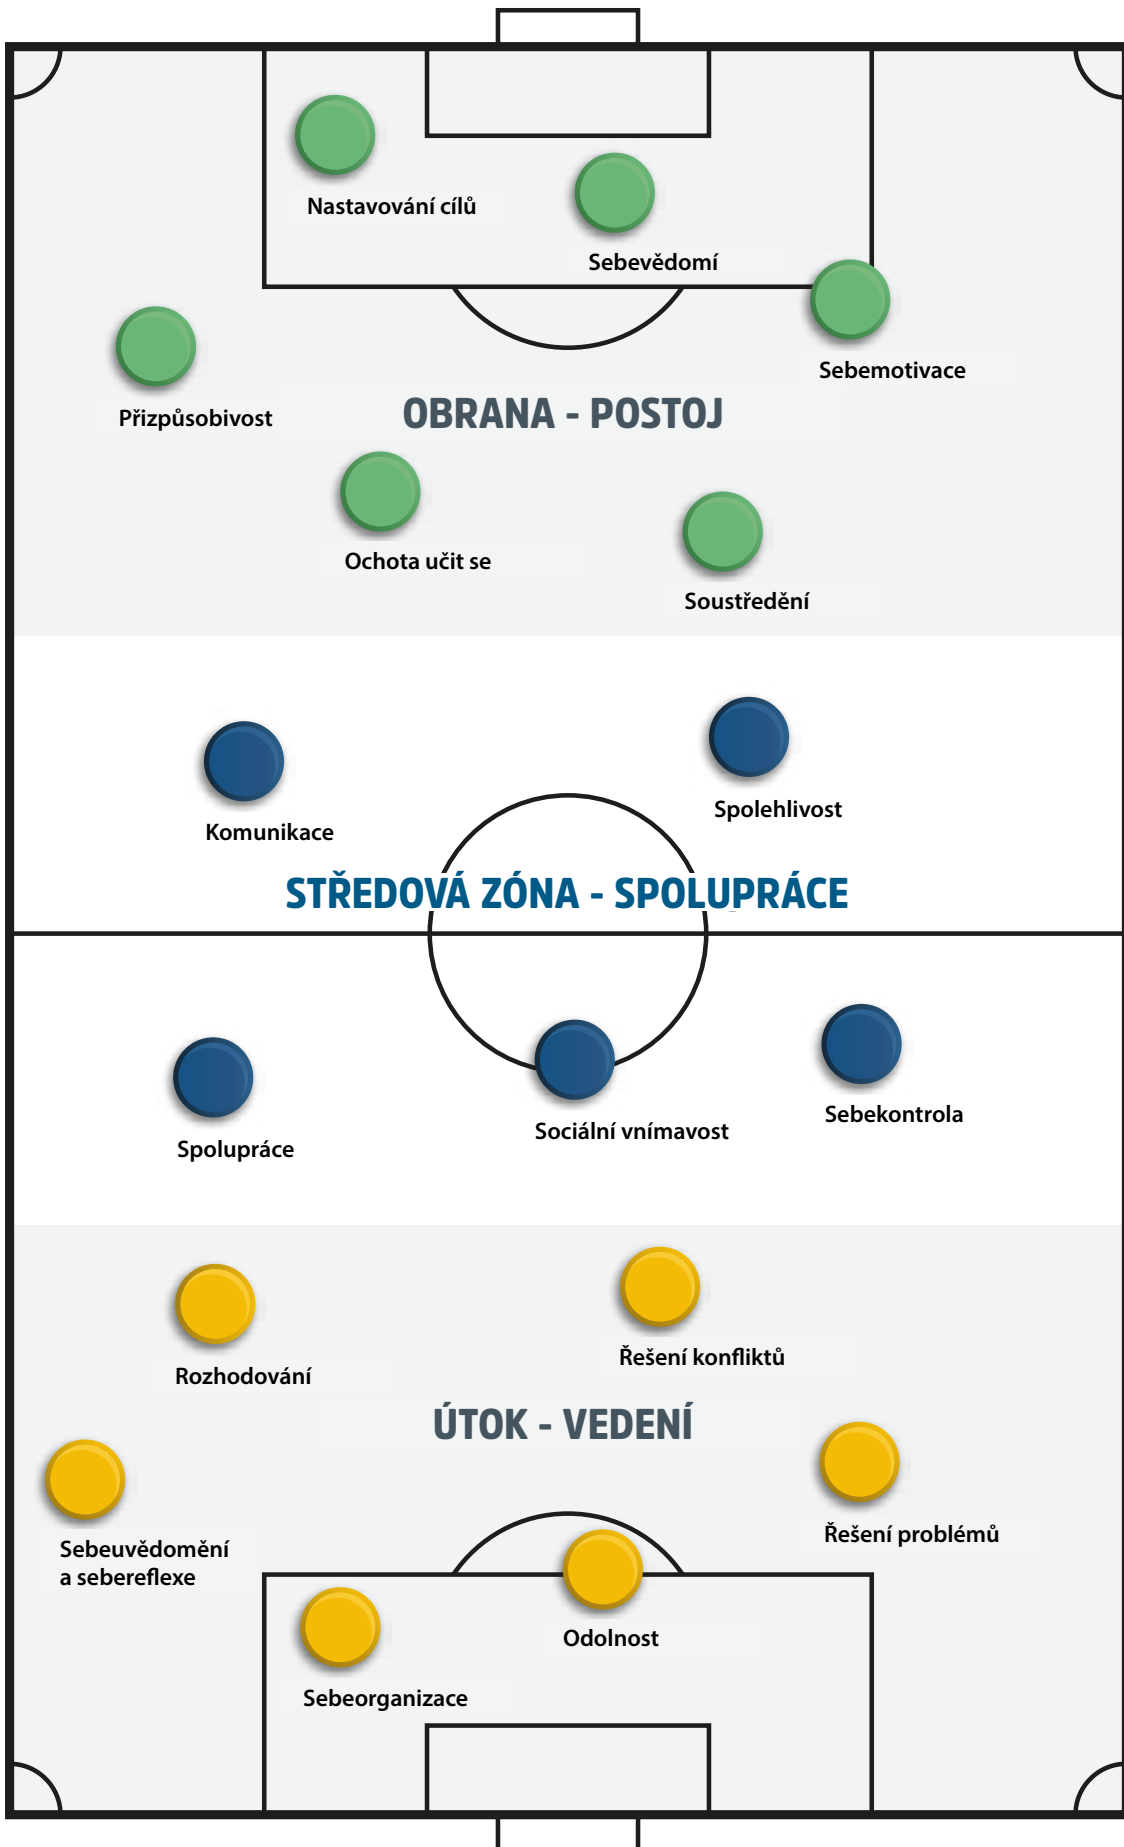 Nastavování cílů
Sebevědomí
Sebemotivace
Přizpůsobivost
OBRANA - POSTOJ
Ochota učit se
Soustředění
Komunikace
Spolehlivost
STŘEDOVÁ ZÓNA - SPOLUPRÁCE
Spolupráce
Sociální vnímavost
Sebekontrola
Rozhodování
Řešení konfliktů
ÚTOK - VEDENÍ
Sebeuvědomění
a sebereflexe
Řešení problémů
Odolnost
Sebeorganizace